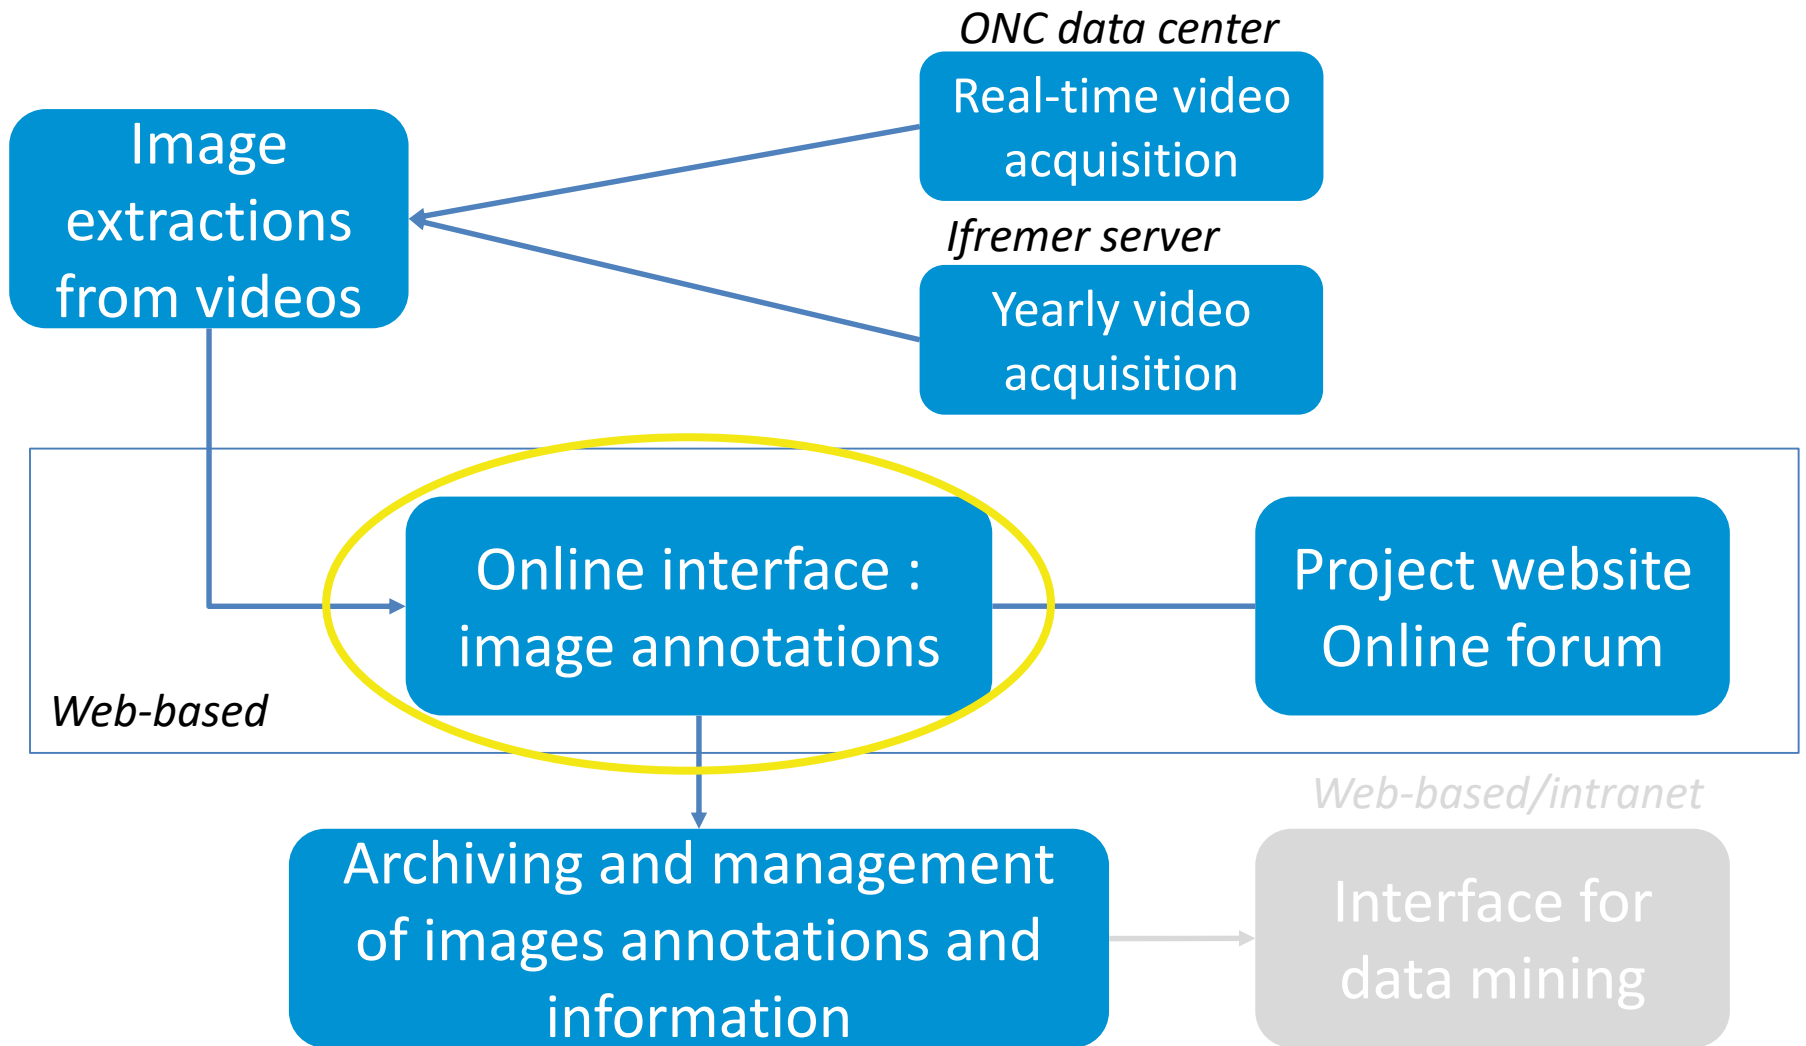 ONC data center
Real-time video
acquisition
Image
extractions
from videos
Ifremer server
Yearly video
acquisition
Online interface :
image annotations
Project website
Online forum
Web-based
Web-based/intranet
Archiving and management
of images annotations and
information
Interface for
data mining